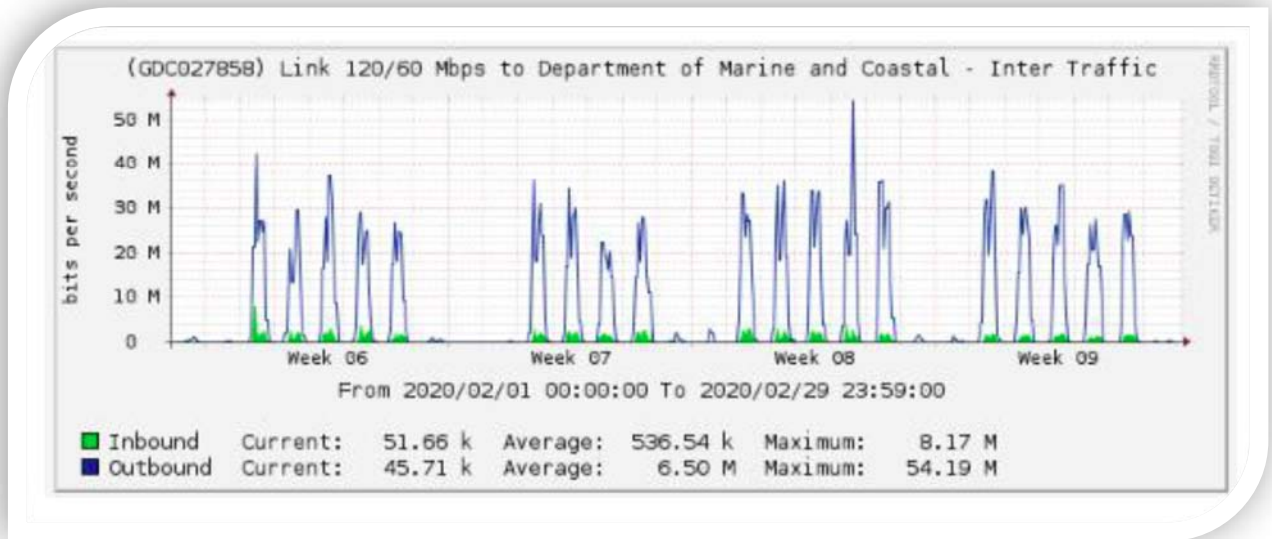 (GDC027858) Link 120/60 Mbps to Department of Marine and Coastal - Inter Traffic
RRDTOOL / TOBI OETIKER
bits per second
50 M
40 M
30 M
20 M
10 M
0
Week 06 Week 07 Week 08 Week 09
From 2020/02/01 00:00:00 To 2020/02/29 23:59:00
Inbound Current: 51.66 k Average: 536.54 k Maximum: 8.17 M
Outbound Current: 45.71 k Average: 6.50 M Maximum: 54.19 M